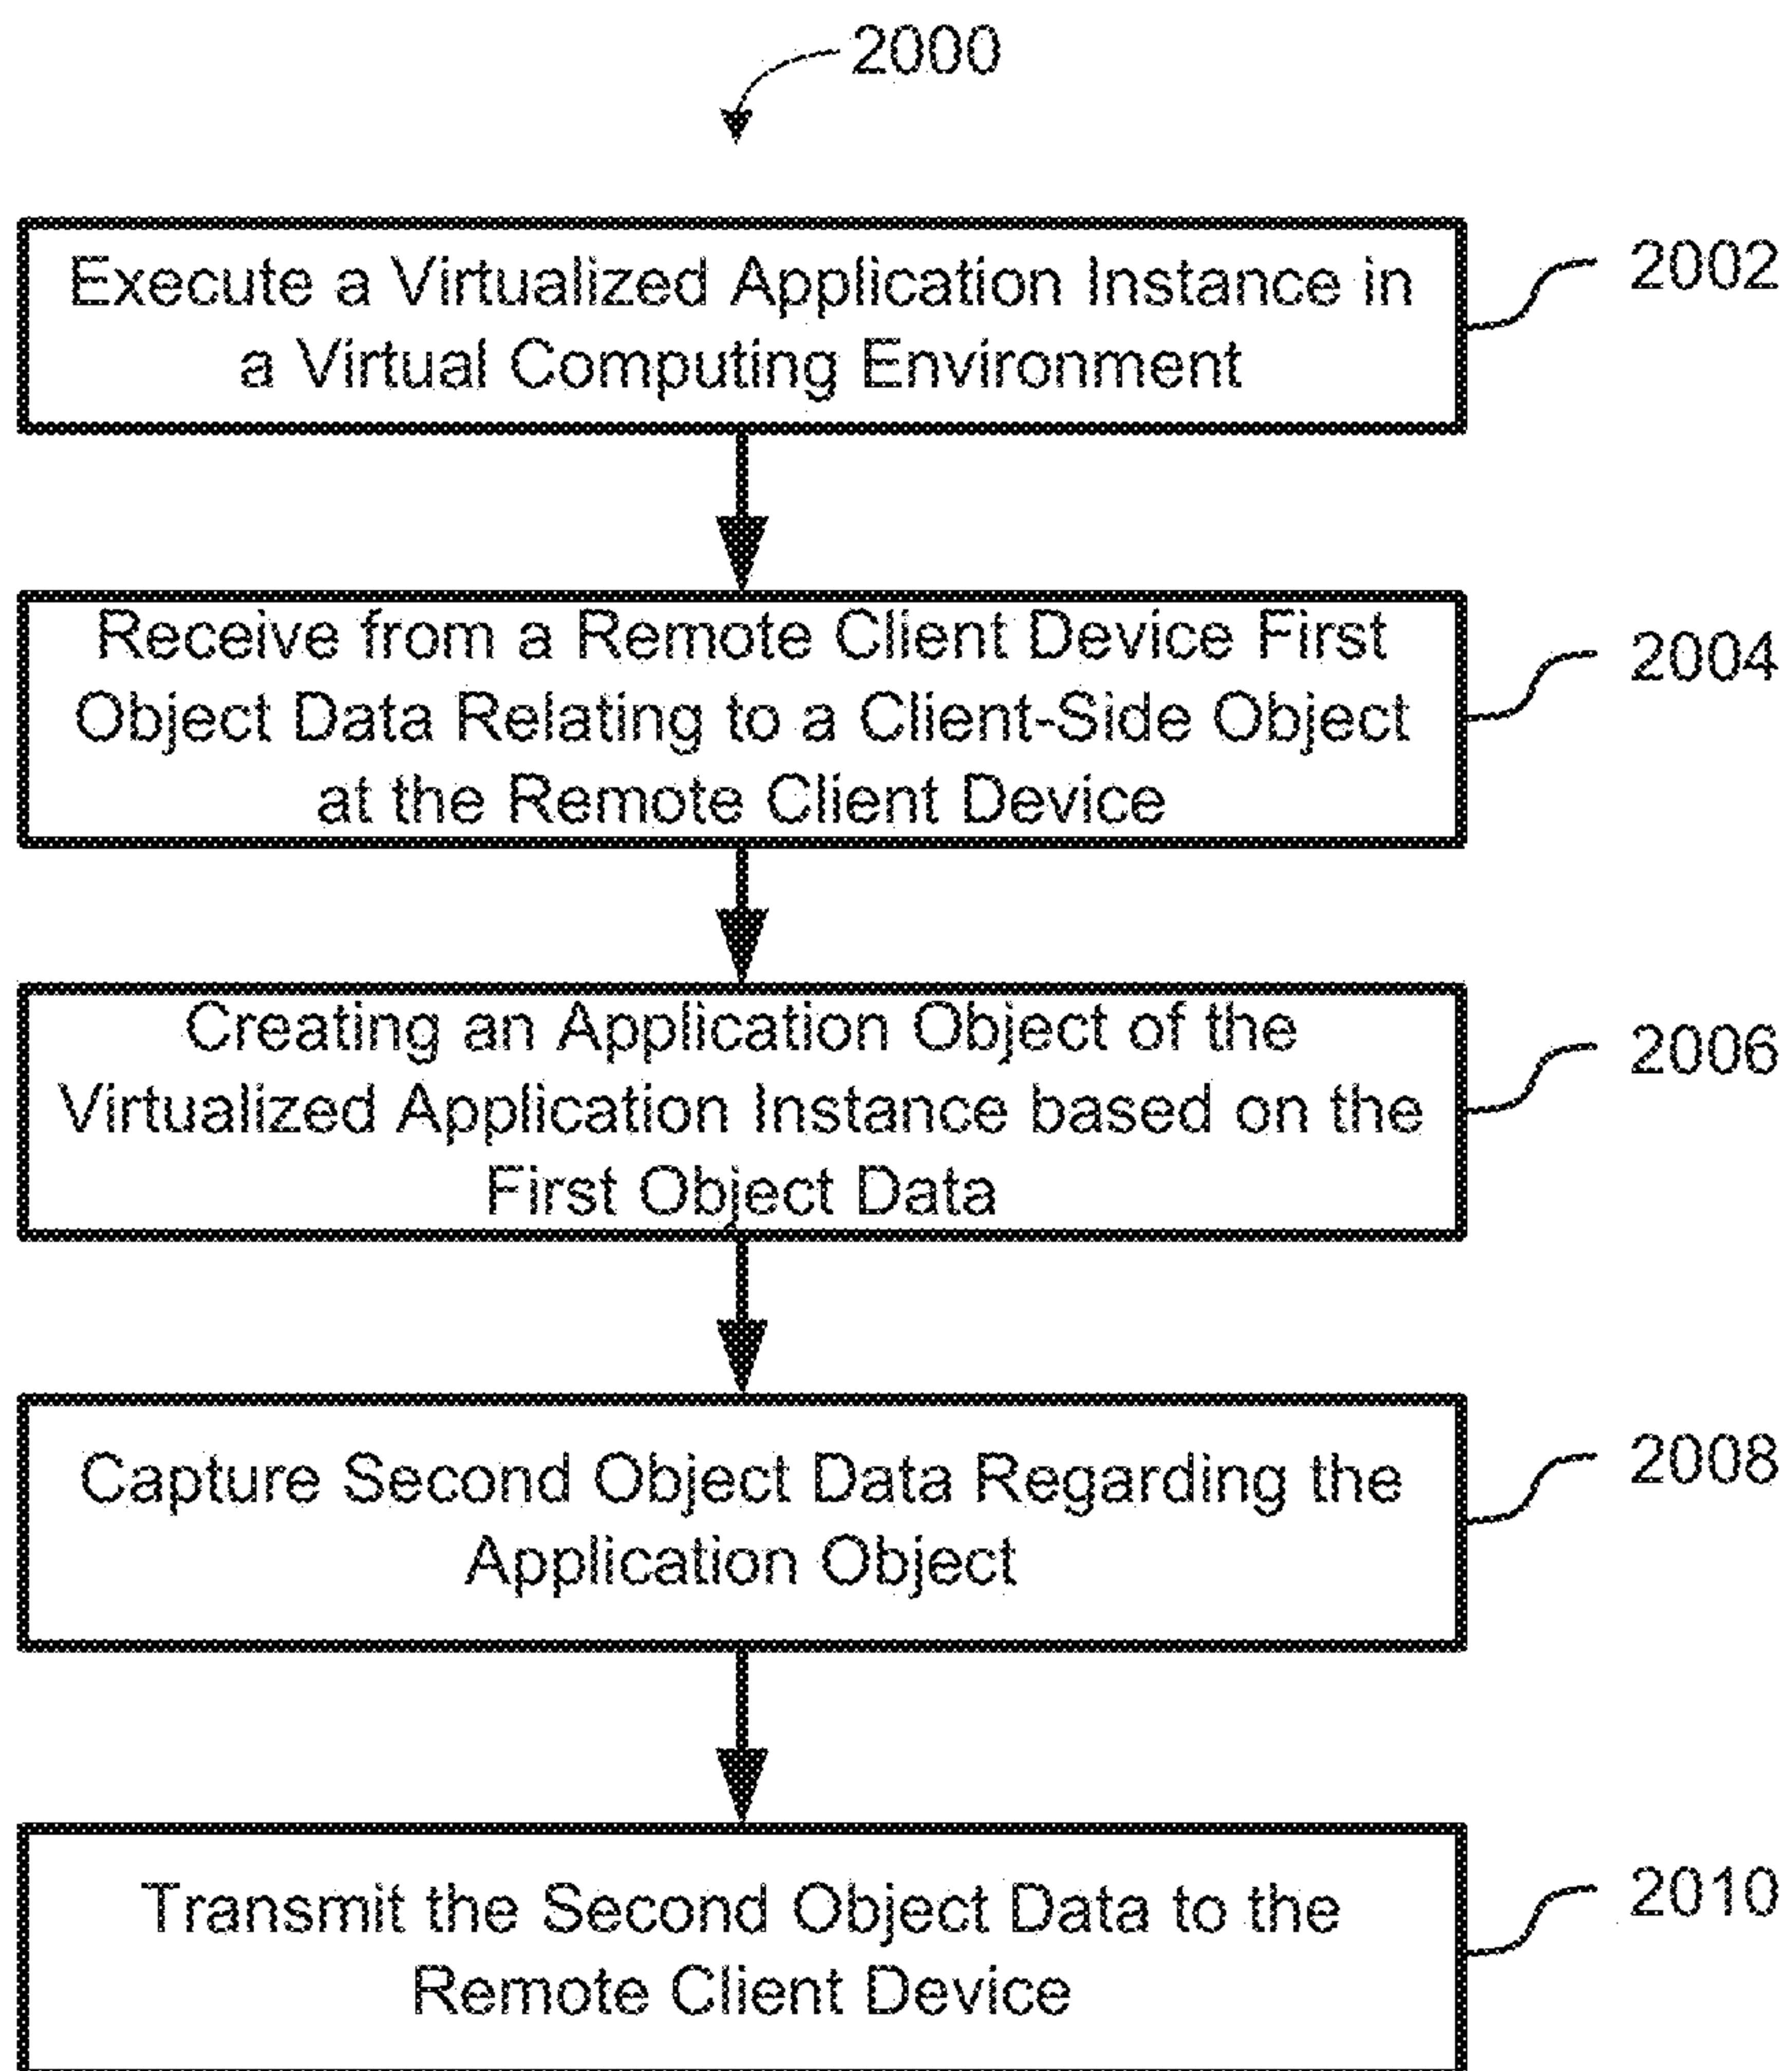 2000
Execute a Virtualized Application Instance in
a Virtual Computing Environment
2002
Receive from a Remote Client Device First
Object Data Relating to a Client-Side Object
at the Remote Client Device
2004
Creating an Application Object of the
Virtualized Application Instance based on the
First Object Data
2006
Capture Second Object Data Regarding the
Application Object
2008
Transmit the Second Object Data to the
Remote Client Device
2010